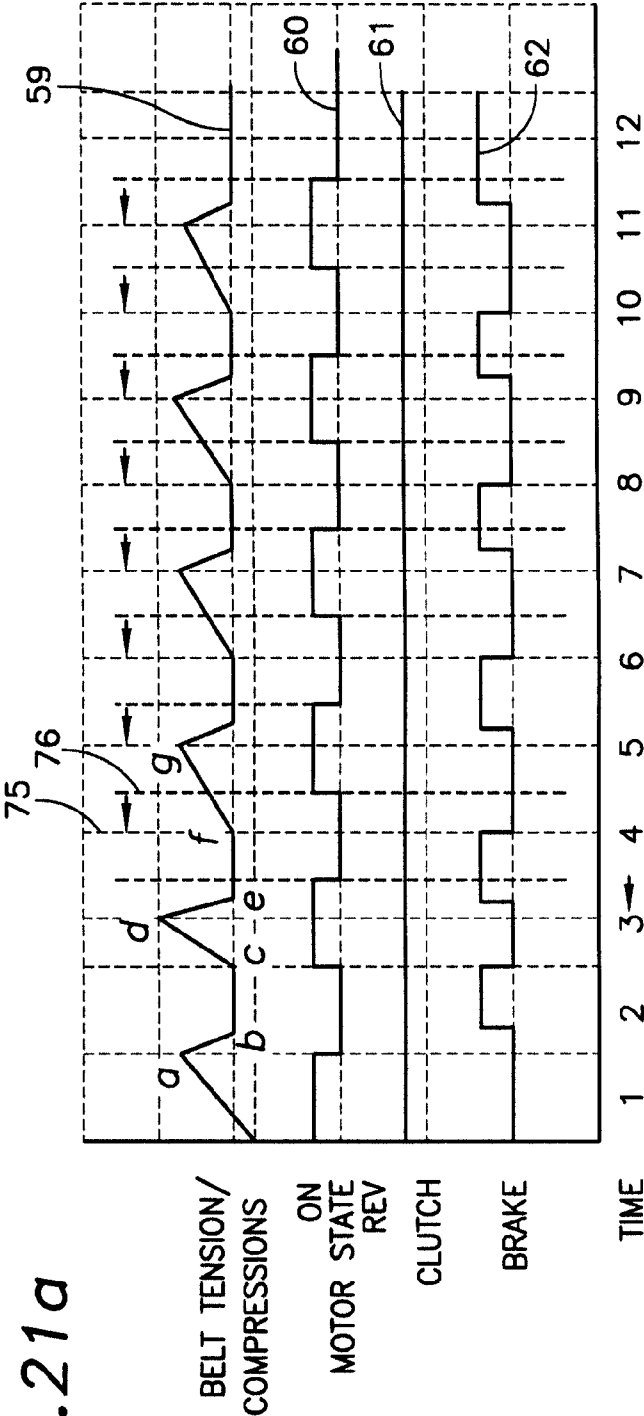 .21a
75
76
59
60
61
62
BELT TENSION/
COMPRESSIONS
a
b
c
d
e
f
g
ON
MOTOR STATE
REV
CLUTCH
BRAKE
TIME
1 2 3 4 5 6 7 8 9 10 11 12